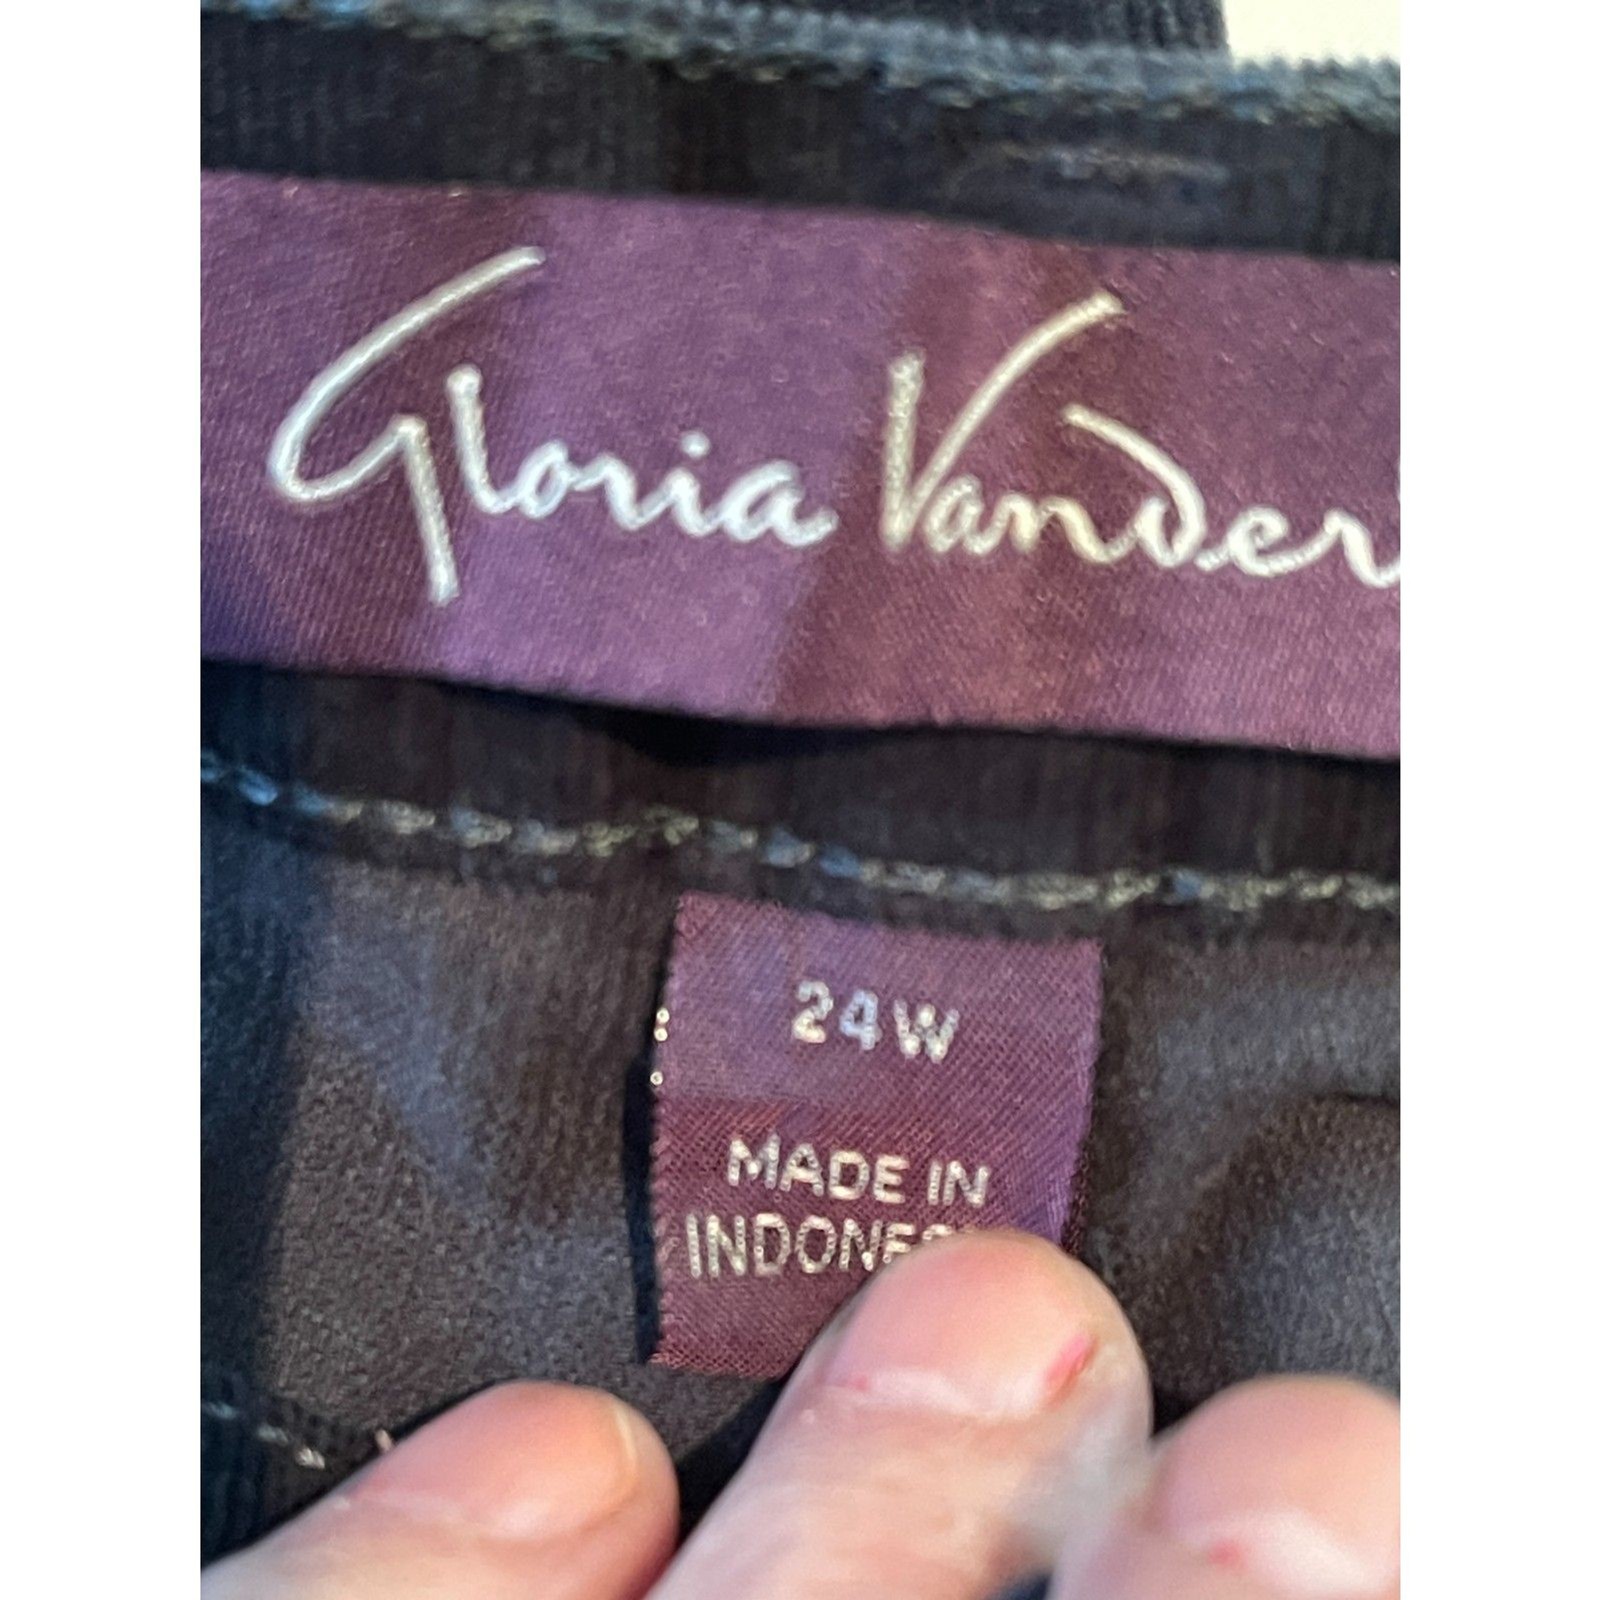 Gloria Vander
24W
MADE IN
INDONES